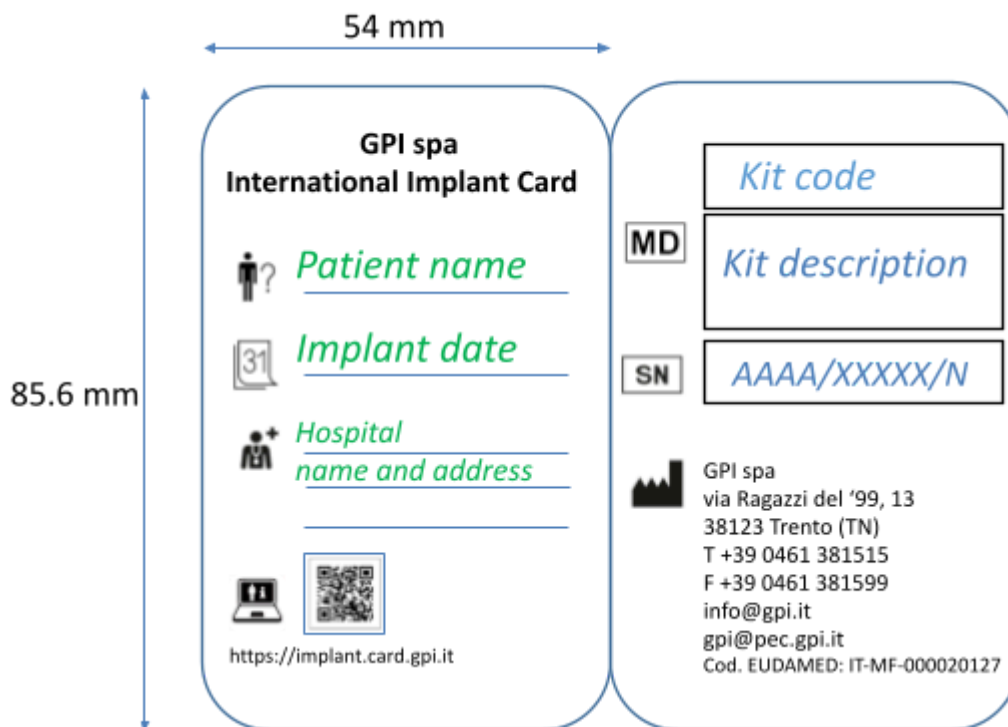 54 mm
85.6 mm
GPI spa
International Implant Card
?
Patient name
31
Implant date
Hospital
name and address
https://implant.card.gpi.it
Kit code
MD
Kit description
SN
AAAA/XXXXX/N
GPI spa
via Ragazzi del ‘99, 13
38123 Trento (TN)
T +39 0461 381515
F +39 0461 381599
info@gpi.it
gpi@pec.gpi.it
Cod. EUDAMED: IT-MF-000020127